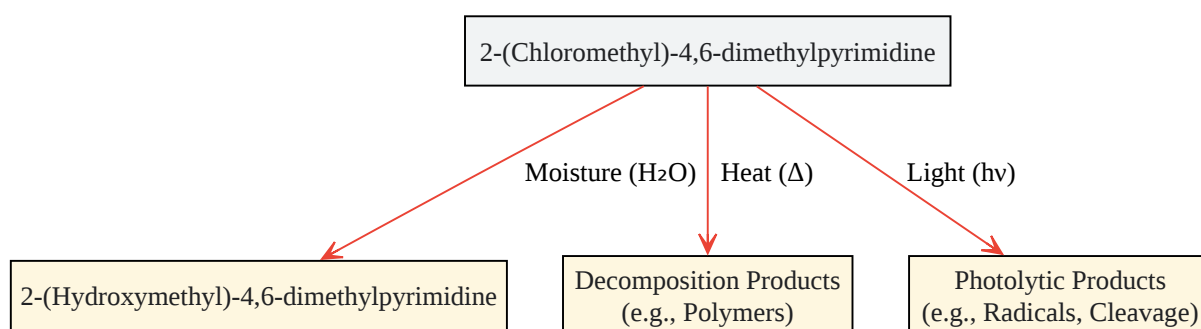 2-(Chloromethyl)-4,6-dimethylpyrimidine
Moisture (H₂O)
Heat (Δ)
Light (hν)
2-(Hydroxymethyl)-4,6-dimethylpyrimidine
Decomposition Products
(e.g., Polymers)
Photolytic Products
(e.g., Radicals, Cleavage)